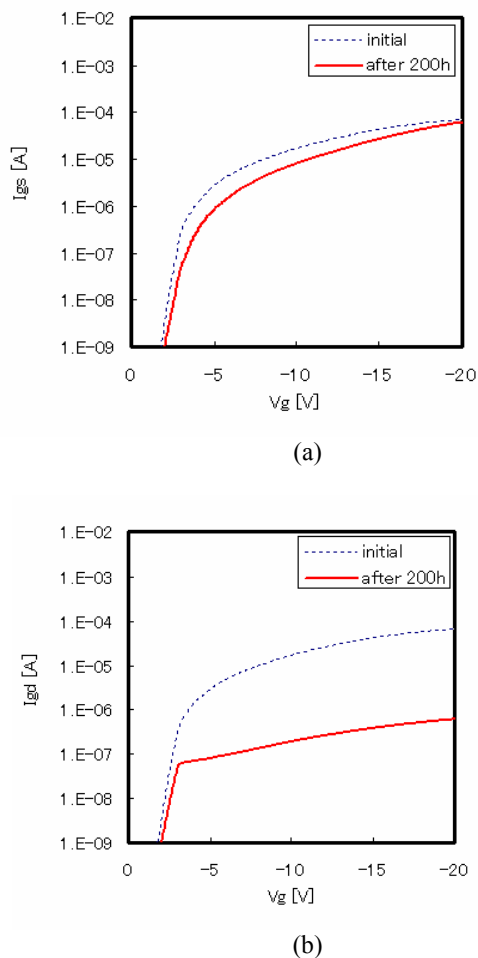 1.E-02
1.E-03
1.E-04
1.E-05
1.E-06
1.E-07
1.E-08
1.E-09
Igs [A]
initial
after 200h
0 -5 -10 -15 -20
Vg [V]
(a)
1.E-02
1.E-03
1.E-04
1.E-05
1.E-06
1.E-07
1.E-08
1.E-09
Igd [A]
initial
after 200h
0 -5 -10 -15 -20
Vg [V]
(b)